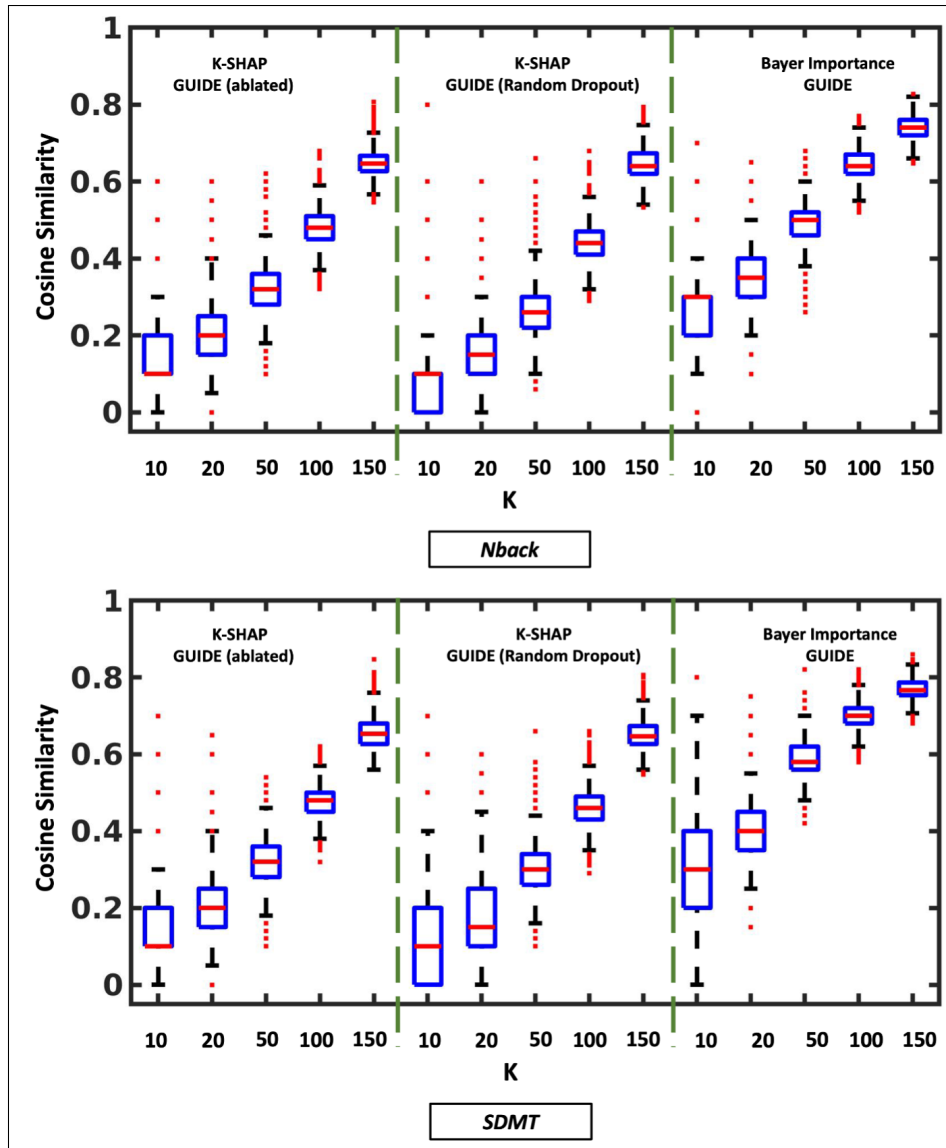 1
K-SHAP
GUIDE (ablated)
K-SHAP
GUIDE (Random Dropout)
Bayer Importance
GUIDE
0.8
0.6
0.4
0.2
0
Cosine Similarity
10 20 50 100 150 10 20 50 100 150 10 20 50 100 150
K
Nback
1
K-SHAP
GUIDE (ablated)
K-SHAP
GUIDE (Random Dropout)
Bayer Importance
GUIDE
0.8
0.6
0.4
0.2
0
Cosine Similarity
10 20 50 100 150 10 20 50 100 150 10 20 50 100 150
K
SDMT